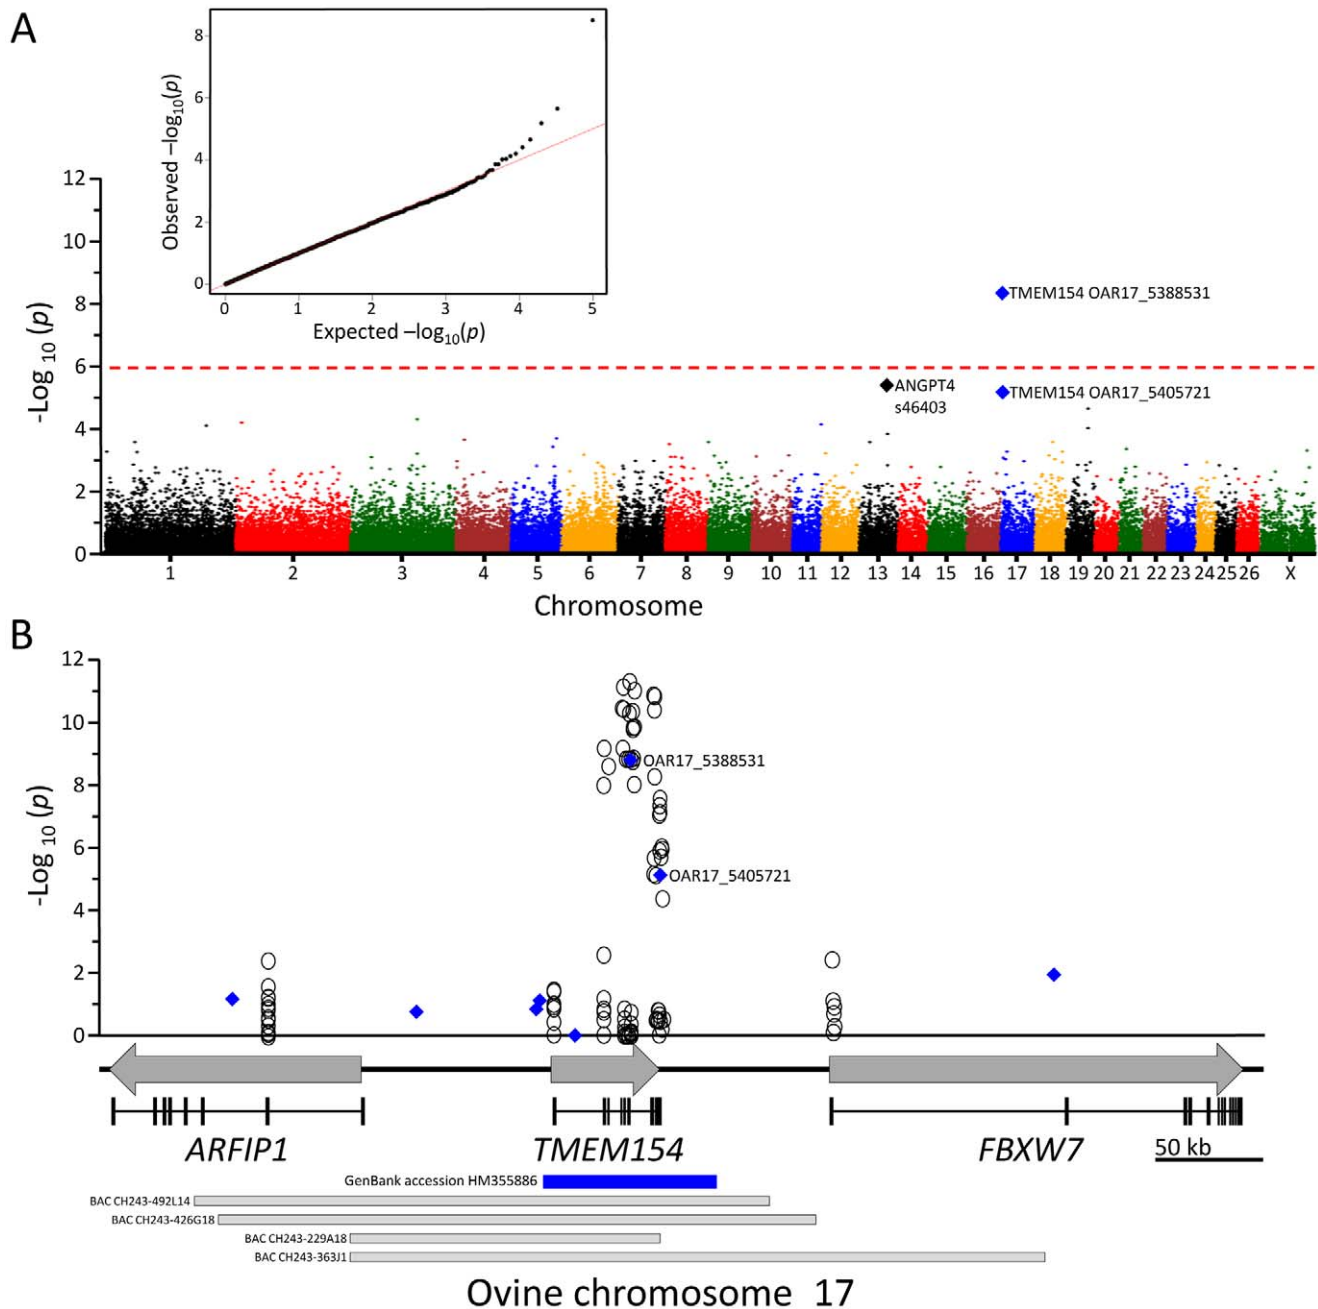 A
8
6
4
2
0
Observed –log10(p)
0 1 2 3 4 5
Expected –log10(p)
12
10
8
6
4
2
0
-Log 10 (p)
TMEM154 OAR17_5388531
ANGPT4
s46403
TMEM154 OAR17_5405721
1 2 3 4 5 6 7 8 9 10 11 12 13 14 15 16 17 18 19 20 21 22 23 24 25 26 X
Chromosome
B
12
10
8
6
4
2
0
-Log 10 (p)
OAR17_5388531
OAR17_5405721
ARFIP1 TMEM154 FBXW7
50 kb
GenBank accession HM355886
BAC CH243-492L14
BAC CH243-426G18
BAC CH243-229A18
BAC CH243-363J1
Ovine chromosome 17